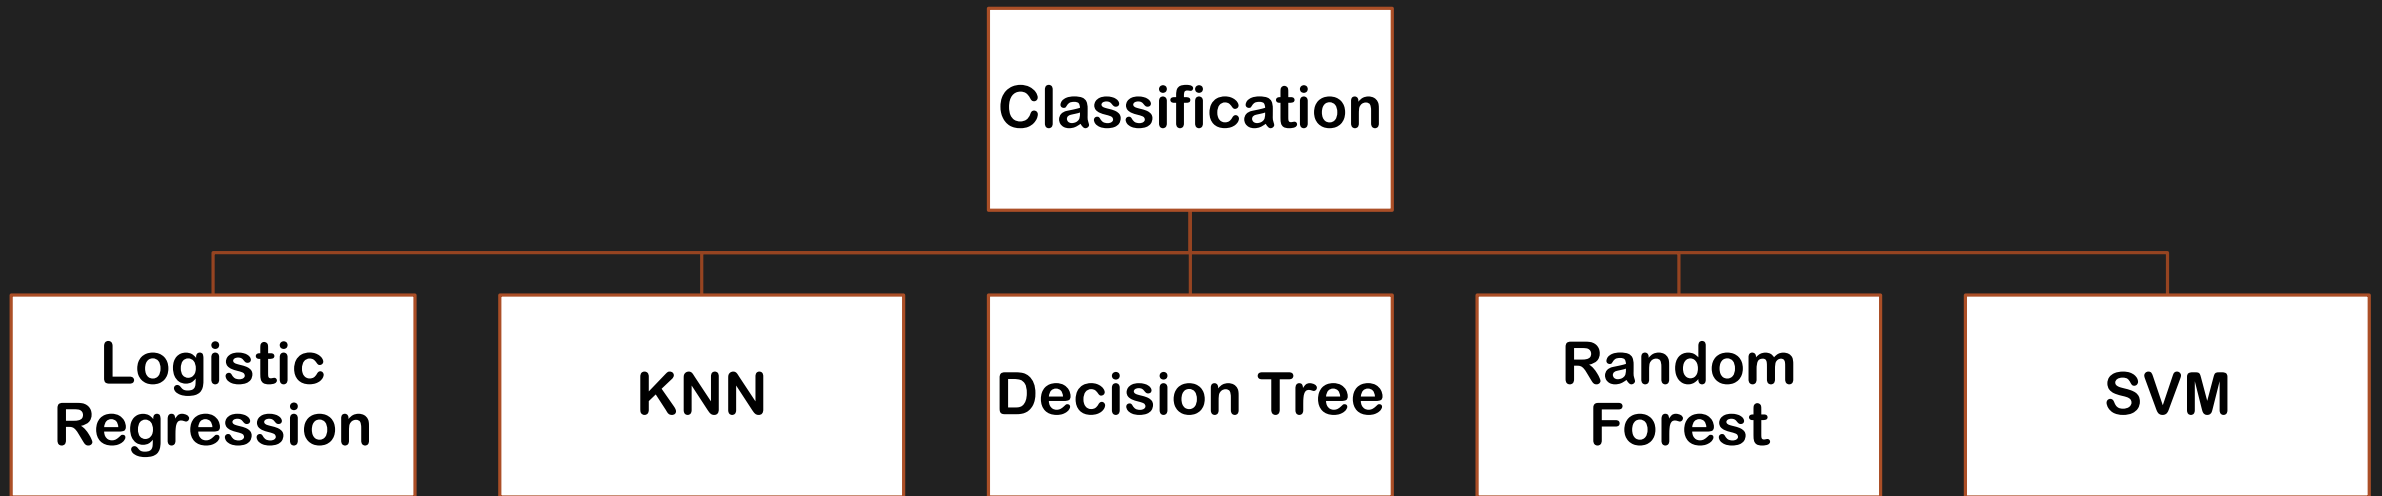 Classification
Logistic
Regression
KNN
Decision Tree
Random
Forest
SVM